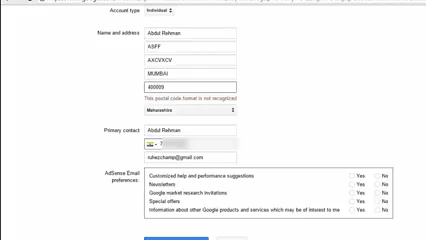 Account type
Individual
Name and address
Abdul Rehman
ASFF
AXCVXCV
MUMBAI
400009
This postal code format is not recognized
Maharashtra
Primary contact
Abdul Rehman
7
ruhezchamp@gmail.com
AdSense Email preferences:
Customized help and performance suggestions Yes No
Newsletters Yes No
Google market research invitations Yes No
Special offers Yes No
Information about other Google products and services which may be of interest to me Yes No